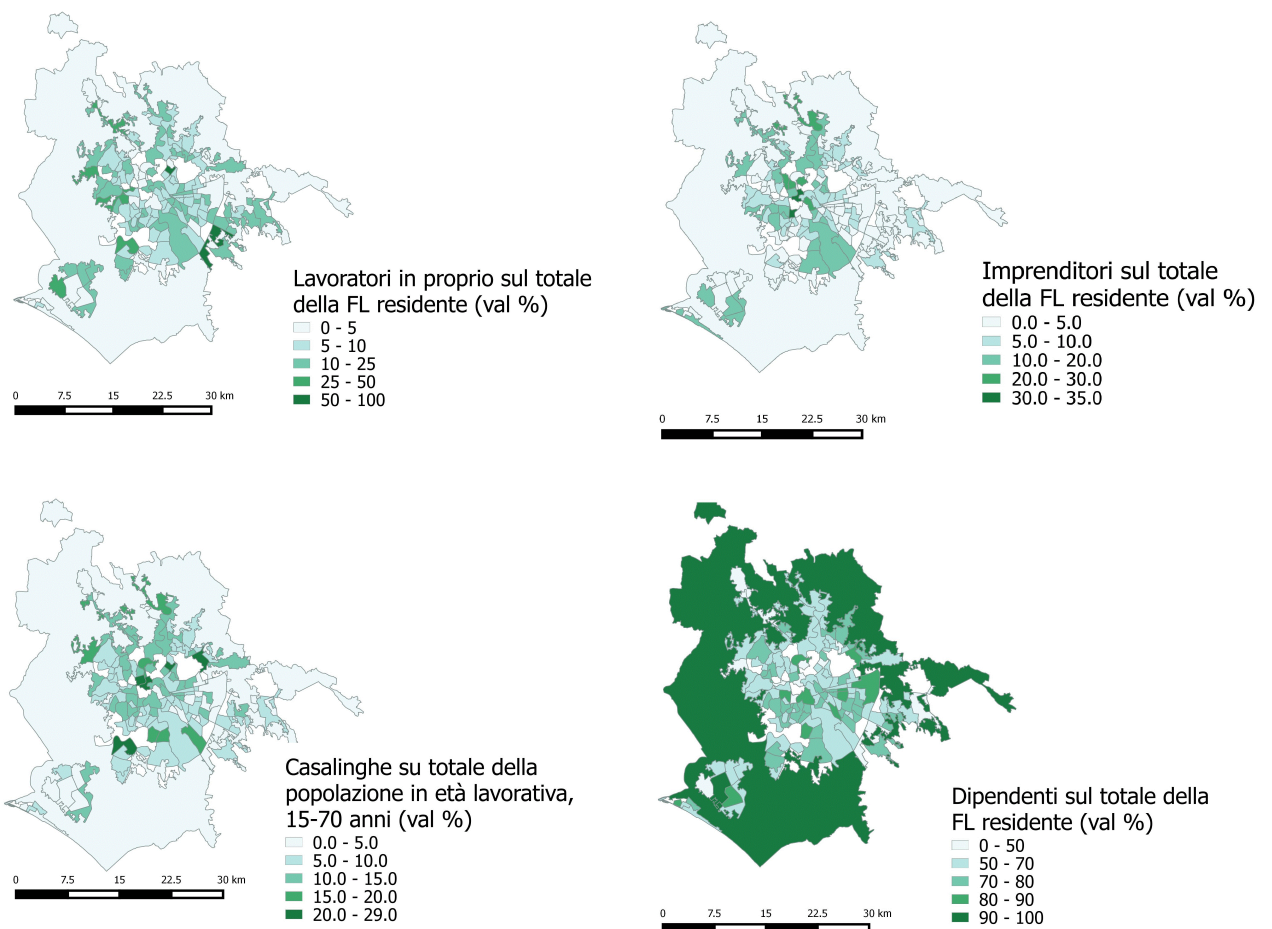 Lavoratori in proprio sul totale
della FL residente (val %)
0 - 5
5 - 10
10 - 25
25 - 50
50 - 100
0 7.5 15 22.5 30 km
Imprenditori sul totale
della FL residente (val %)
0.0 - 5.0
5.0 - 10.0
10.0 - 20.0
20.0 - 30.0
30.0 - 35.0
0 7.5 15 22.5 30 km
Casalinghe su totale della
popolazione in età lavorativa,
15-70 anni (val %)
0.0 - 5.0
5.0 - 10.0
10.0 - 15.0
15.0 - 20.0
20.0 - 29.0
0 7.5 15 22.5 30 km
Dipendenti sul totale della
FL residente (val %)
0 - 50
50 - 70
70 - 80
80 - 90
90 - 100
0 7.5 15 22.5 30 km